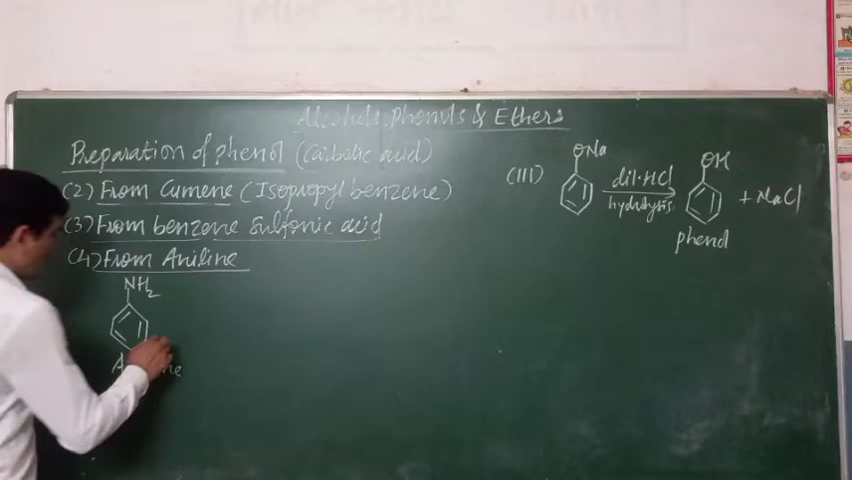 Alcohols, Phenols & Ethers
Preparation of phenol (Carbolic acid)
(2) From Cumene (Isopropyl benzene)
(3) From benzene sulfonic acid
(4) From Aniline
NH2
(III)
ONa
dil·HCl
hydrolysis
OH
+ NaCl
phenol